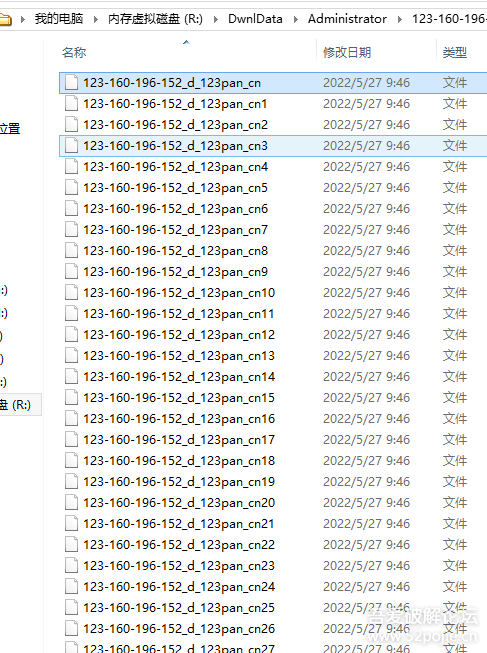 我的电脑 内存虚拟磁盘 (R:) DwnlData Administrator 123-160-196-
名称 修改日期 类型
123-160-196-152_d_123pan_cn 2022/5/27 9:46 文件
123-160-196-152_d_123pan_cn1 2022/5/27 9:46 文件
123-160-196-152_d_123pan_cn2 2022/5/27 9:46 文件
位置
123-160-196-152_d_123pan_cn3 2022/5/27 9:46 文件
123-160-196-152_d_123pan_cn4 2022/5/27 9:46 文件
123-160-196-152_d_123pan_cn5 2022/5/27 9:46 文件
123-160-196-152_d_123pan_cn6 2022/5/27 9:46 文件
123-160-196-152_d_123pan_cn7 2022/5/27 9:46 文件
123-160-196-152_d_123pan_cn8 2022/5/27 9:46 文件
123-160-196-152_d_123pan_cn9 2022/5/27 9:46 文件
:)
123-160-196-152_d_123pan_cn10 2022/5/27 9:46 文件
:)
123-160-196-152_d_123pan_cn11 2022/5/27 9:46 文件
)
123-160-196-152_d_123pan_cn12 2022/5/27 9:46 文件
)
123-160-196-152_d_123pan_cn13 2022/5/27 9:46 文件
:)
123-160-196-152_d_123pan_cn14 2022/5/27 9:46 文件
盘 (R:)
123-160-196-152_d_123pan_cn15 2022/5/27 9:46 文件
123-160-196-152_d_123pan_cn16 2022/5/27 9:46 文件
123-160-196-152_d_123pan_cn17 2022/5/27 9:46 文件
123-160-196-152_d_123pan_cn18 2022/5/27 9:46 文件
123-160-196-152_d_123pan_cn19 2022/5/27 9:46 文件
123-160-196-152_d_123pan_cn20 2022/5/27 9:46 文件
123-160-196-152_d_123pan_cn21 2022/5/27 9:46 文件
123-160-196-152_d_123pan_cn22 2022/5/27 9:46 文件
123-160-196-152_d_123pan_cn23 2022/5/27 9:46 文件
123-160-196-152_d_123pan_cn24 2022/5/27 9:46 文件
123-160-196-152_d_123pan_cn25 2022/5/27 9:46 文件
吾爱破解论坛
123-160-196-152_d_123pan_cn26 2022/5/27 9:46 文件
www.52pojie.cn
123-160-196-152_d_123pan_cn27 2022/5/27 9:46 文件